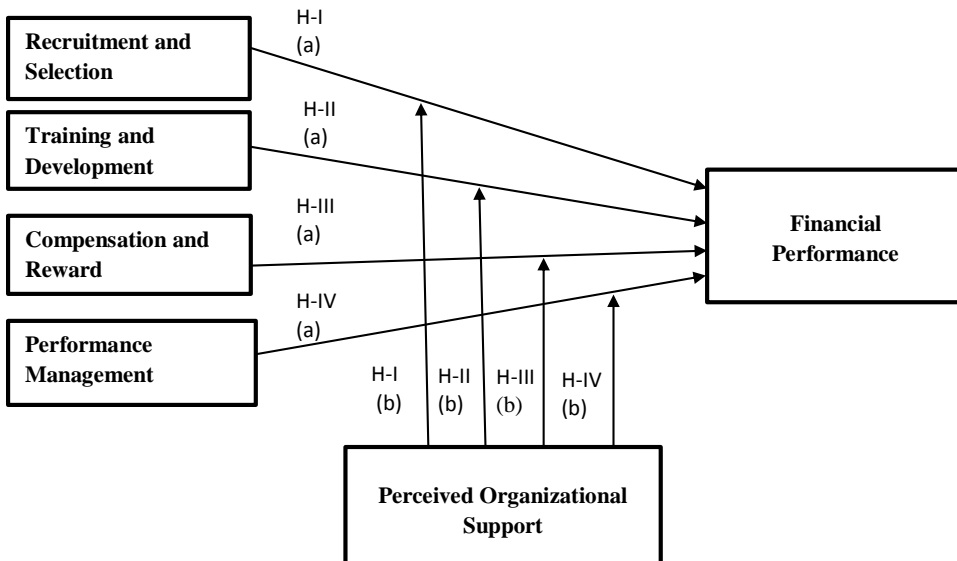 H-I
(a)
Recruitment and
Selection
H-II
(a)
Training and
Development
H-III
(a)
Compensation and
Reward
H-IV
(a)
Performance
Management
Financial
Performance
H-I
(b)
H-II
(b)
H-III
(b)
H-IV
(b)
Perceived Organizational
Support